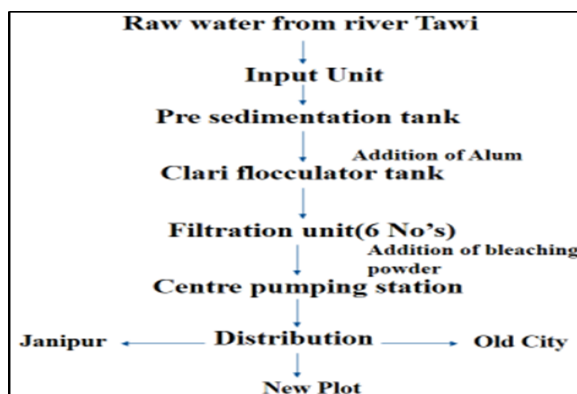 Raw water from river Tawi
Input Unit
Pre sedimentation tank
Addition of Alum
Clari flocculator tank
Filtration unit(6 No's)
Addition of bleaching
powder
Centre pumping station
Janipur
Distribution
Old City
New Plot